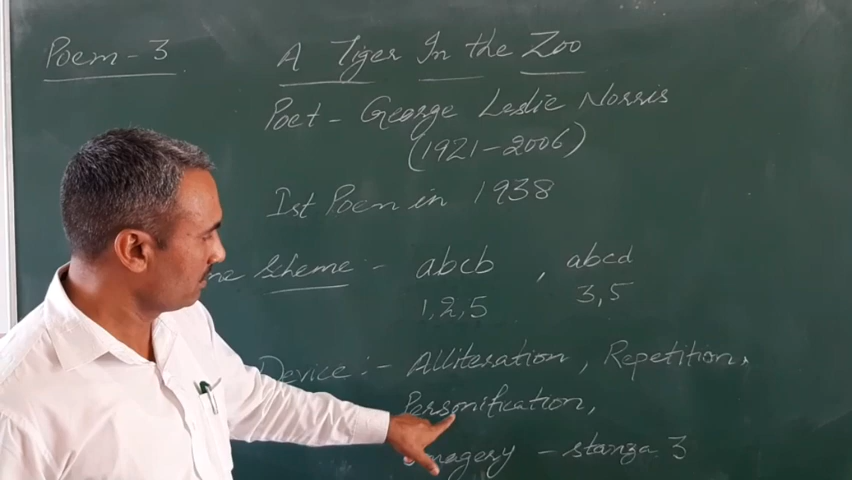 Poem - 3
A Tiger In the Zoo
Poet - George Leslie Norris
(1921 - 2006)
Ist Poem in 1938
Scheme :- abcb , abcd
1,2,5 3,5
Device :- Alliteration , Repetition,
Personification,
Imagery - stanza 3